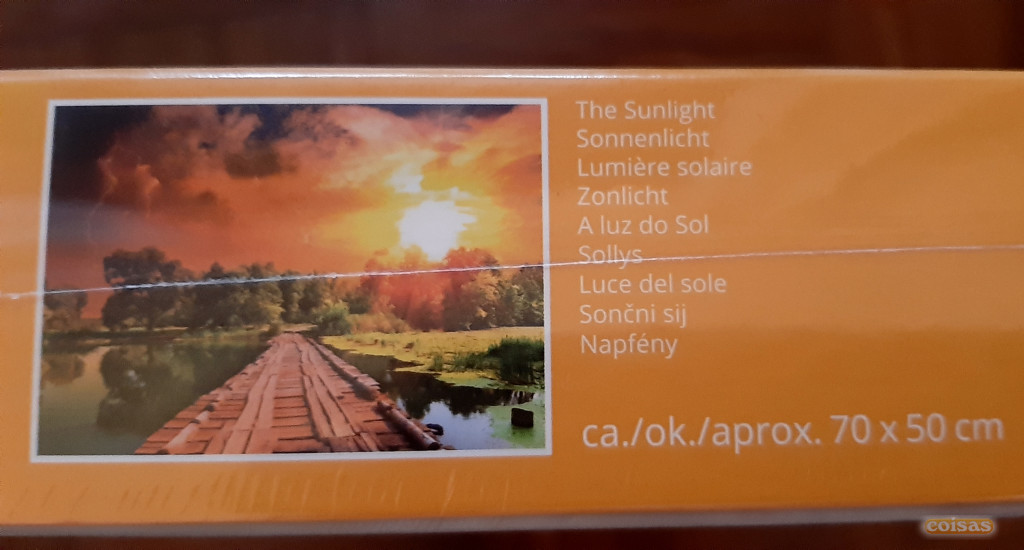 The Sunlight
Sonnenlicht
Lumière solaire
Zonlicht
A luz do Sol
Sollys
Luce del sole
Sončni sij
Napfény
ca./ok./aprox. 70 x 50 cm
coisas